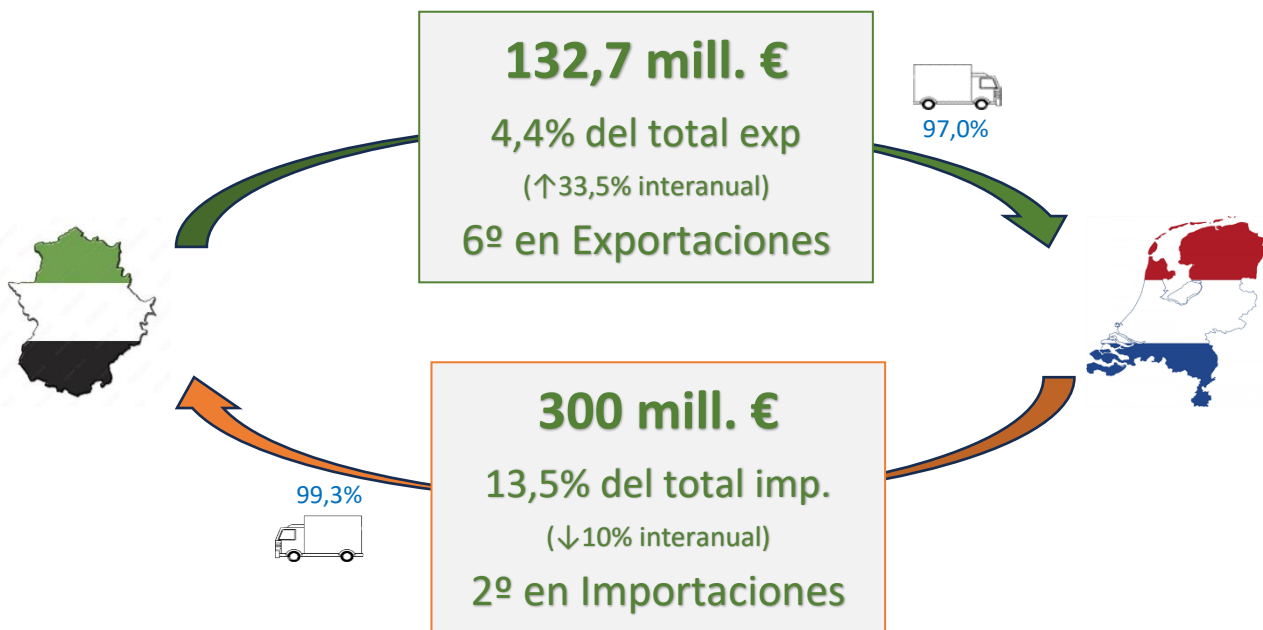 132,7 mill. €
4,4% del total exp
(↑33,5% interanual)
6º en Exportaciones
97,0%
300 mill. €
13,5% del total imp.
(↓10% interanual)
2º en Importaciones
99,3%